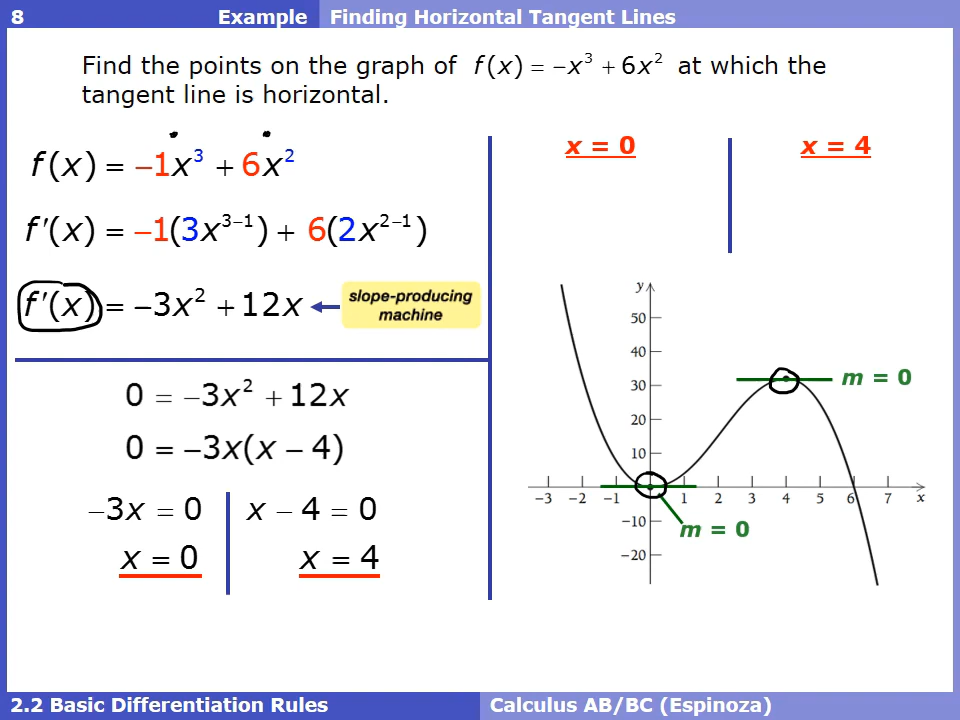 8 Example Finding Horizontal Tangent Lines
Find the points on the graph of f(x) = −x³ + 6x² at which the
tangent line is horizontal.
f(x) = −1x³ + 6x²
f′(x) = −1(3x³⁻¹) + 6(2x²⁻¹)
f′(x) = −3x² + 12x
slope-producing
machine
0 = −3x² + 12x
0 = −3x(x − 4)
−3x = 0
x = 0
x − 4 = 0
x = 4
x = 0
x = 4
y
50
40
30
20
10
−10
−20
−3 −2 −1 1 2 3 4 5 6 7 x
m = 0
m = 0
2.2 Basic Differentiation Rules Calculus AB/BC (Espinoza)